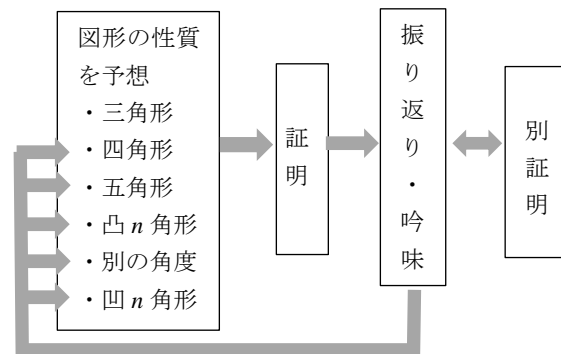 図形の性質
を予想
・三角形
・四角形
・五角形
・凸 n 角形
・別の角度
・凹 n 角形
証明
振り返り・吟味
別証明